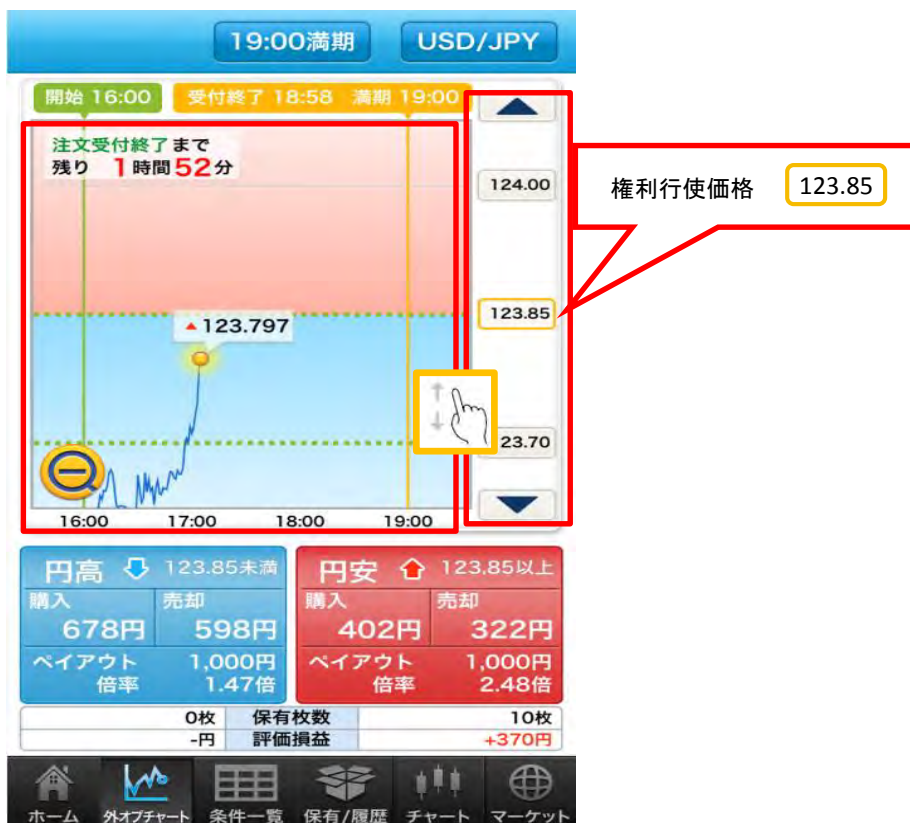 19:00満期 USD/JPY
開始 16:00 受付終了 18:58 満期 19:00
注文受付終了まで
残り 1時間52分
124.00
権利行使価格 123.85
123.85
123.797
23.70
16:00 17:00 18:00 19:00
円高 123.85未満 円安 123.85以上
購入 売却 購入 売却
678円 598円 402円 322円
ペイアウト 1,000円 ペイアウト 1,000円
倍率 1.47倍 倍率 2.48倍
0枚 保有枚数 10枚
-円 評価損益 +370円
ホーム 外オプチャート 条件一覧 保有/履歴 チャート マーケット